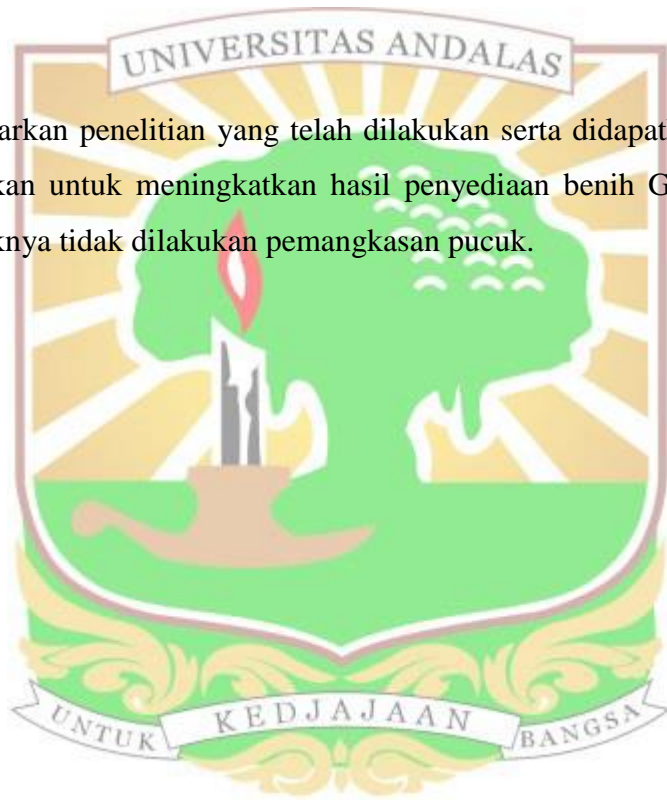 UNIVERSITAS ANDALAS
arkan penelitian yang telah dilakukan serta didapat
kan untuk meningkatkan hasil penyediaan benih G
knya tidak dilakukan pemangkasan pucuk.
UNTUK KEDJAJAAN BANGSA